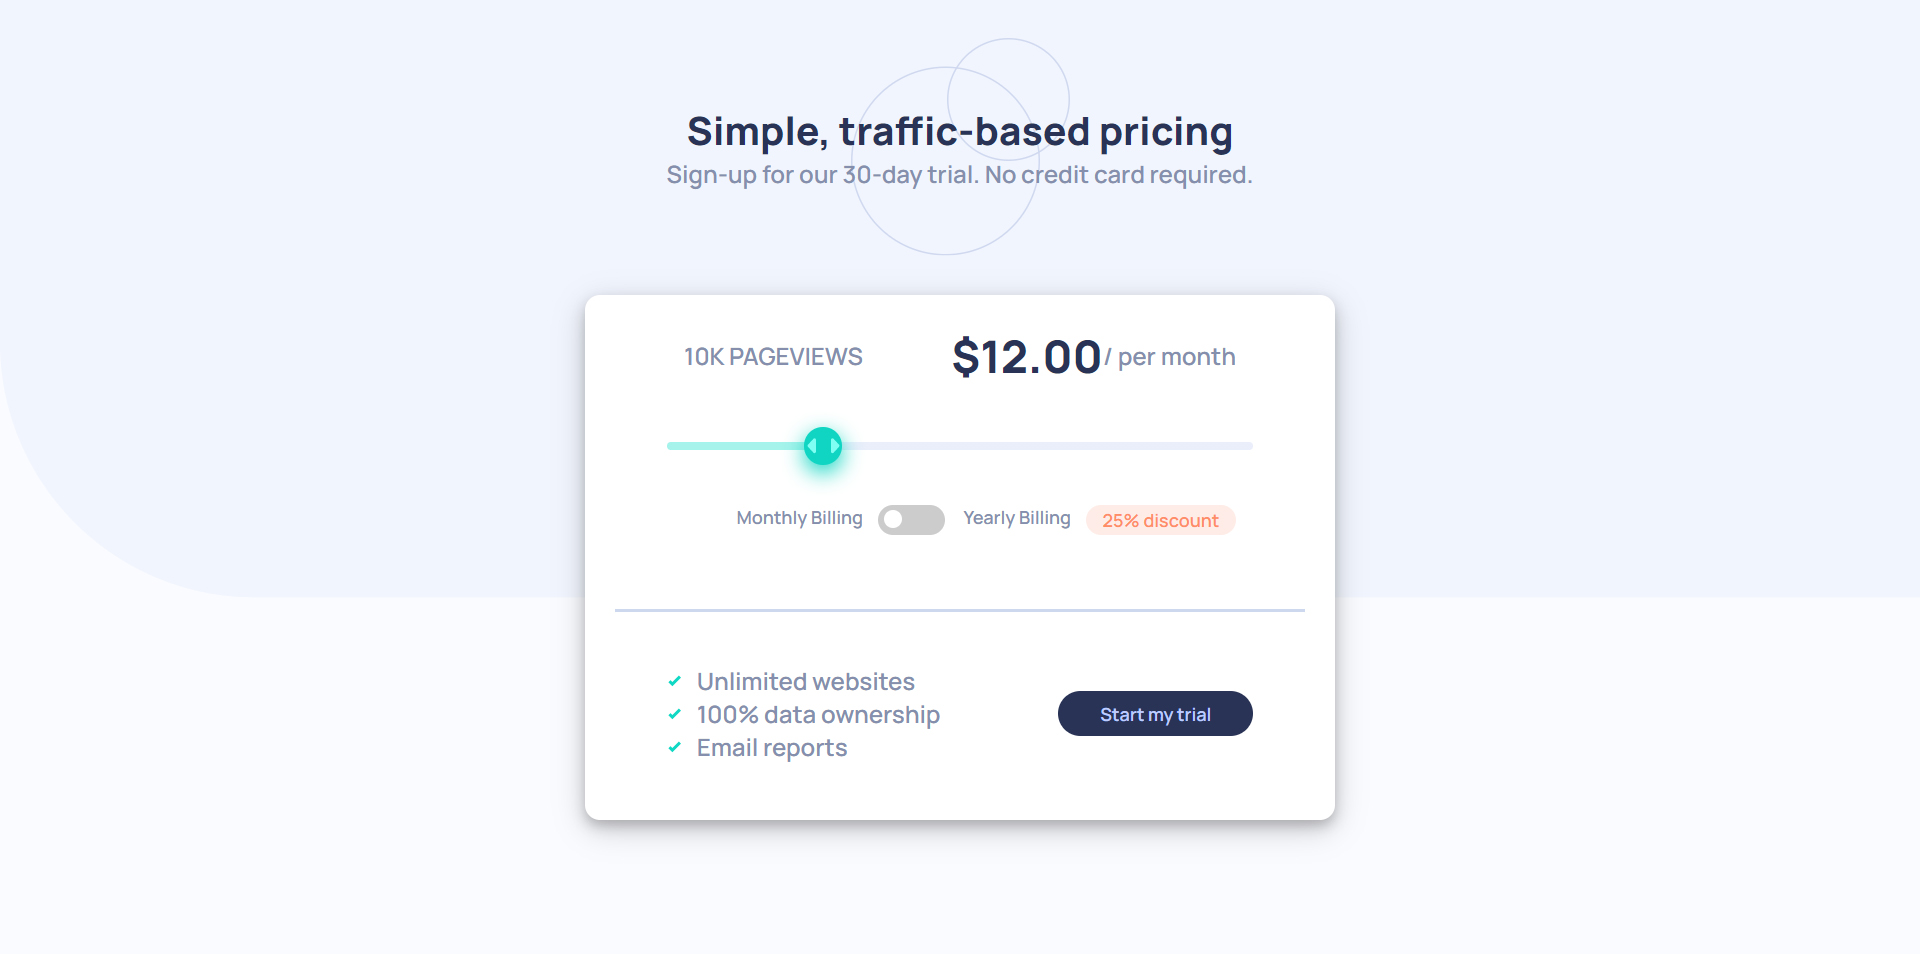 Simple, traffic-based pricing
Sign-up for our 30-day trial. No credit card required.
10K PAGEVIEWS
$12.00/ per month
Monthly Billing
Yearly Billing
25% discount
Unlimited websites
100% data ownership
Email reports
Start my trial